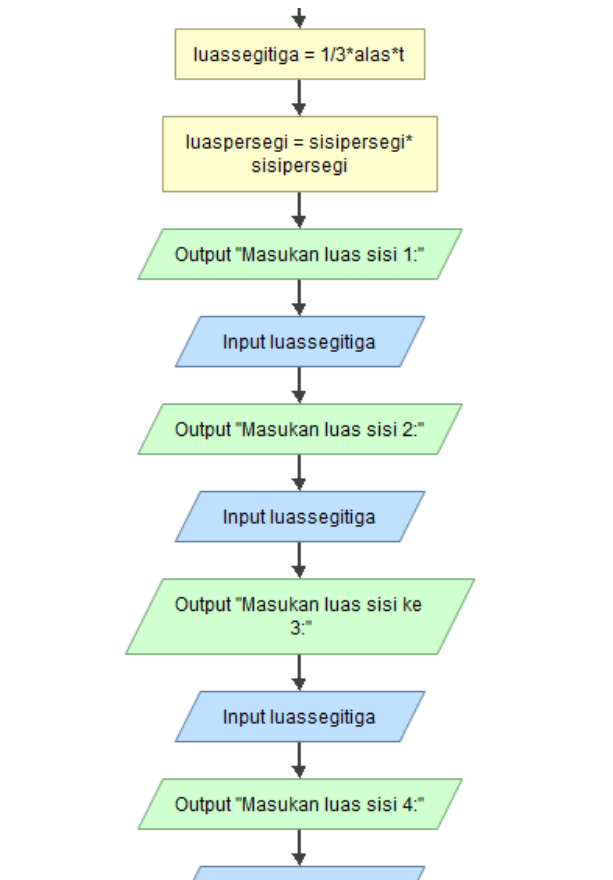 luassegitiga = 1/3*alas*t
luaspersegi = sisipersegi*
sisipersegi
Output "Masukan luas sisi 1:"
Input luassegitiga
Output "Masukan luas sisi 2:"
Input luassegitiga
Output "Masukan luas sisi ke
3:"
Input luassegitiga
Output "Masukan luas sisi 4:"